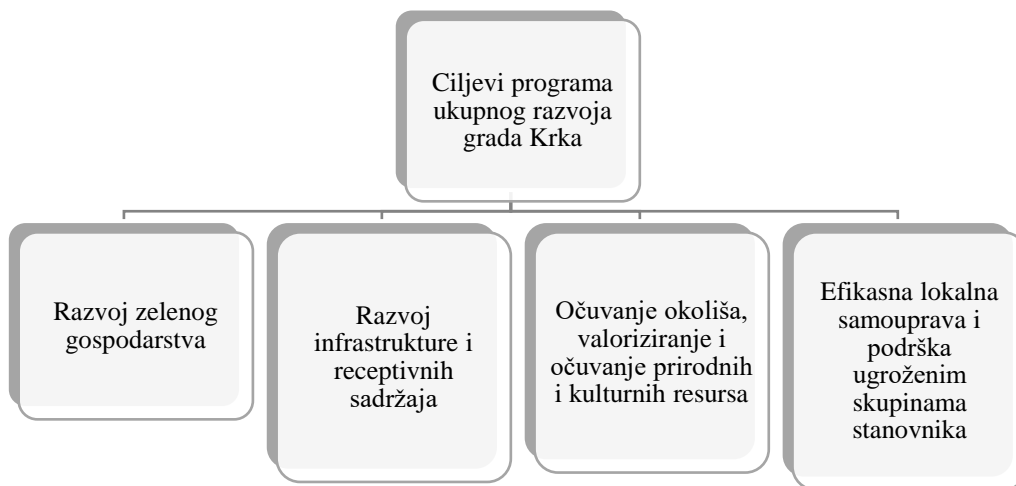 Ciljevi programa
ukupnog razvoja
grada Krka
Razvoj zelenog
gospodarstva
Razvoj
infrastrukture i
receptivnih
sadržaja
Očuvanje okoliša,
valoriziranje i
očuvanje prirodnih
i kulturnih resursa
Efikasna lokalna
samouprava i
podrška
ugroženim
skupinama
stanovnika